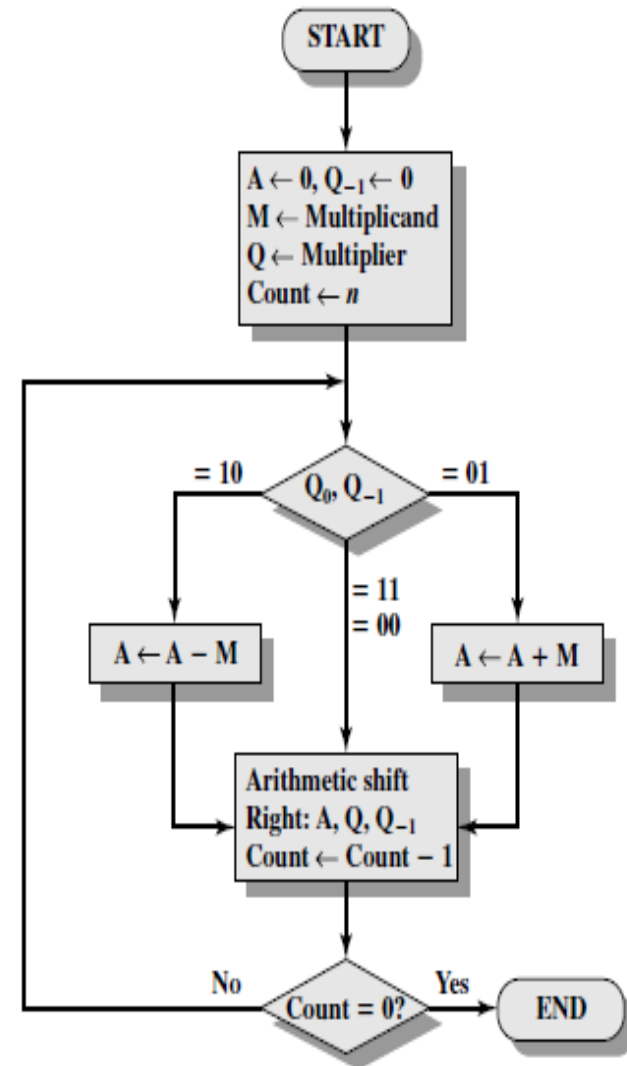 START
A ← 0, Q₋₁ ← 0
M ← Multiplicand
Q ← Multiplier
Count ← n
= 10
Q₀, Q₋₁
= 01
= 11
= 00
A ← A − M
A ← A + M
Arithmetic shift
Right: A, Q, Q₋₁
Count ← Count − 1
No
Count = 0?
Yes
END